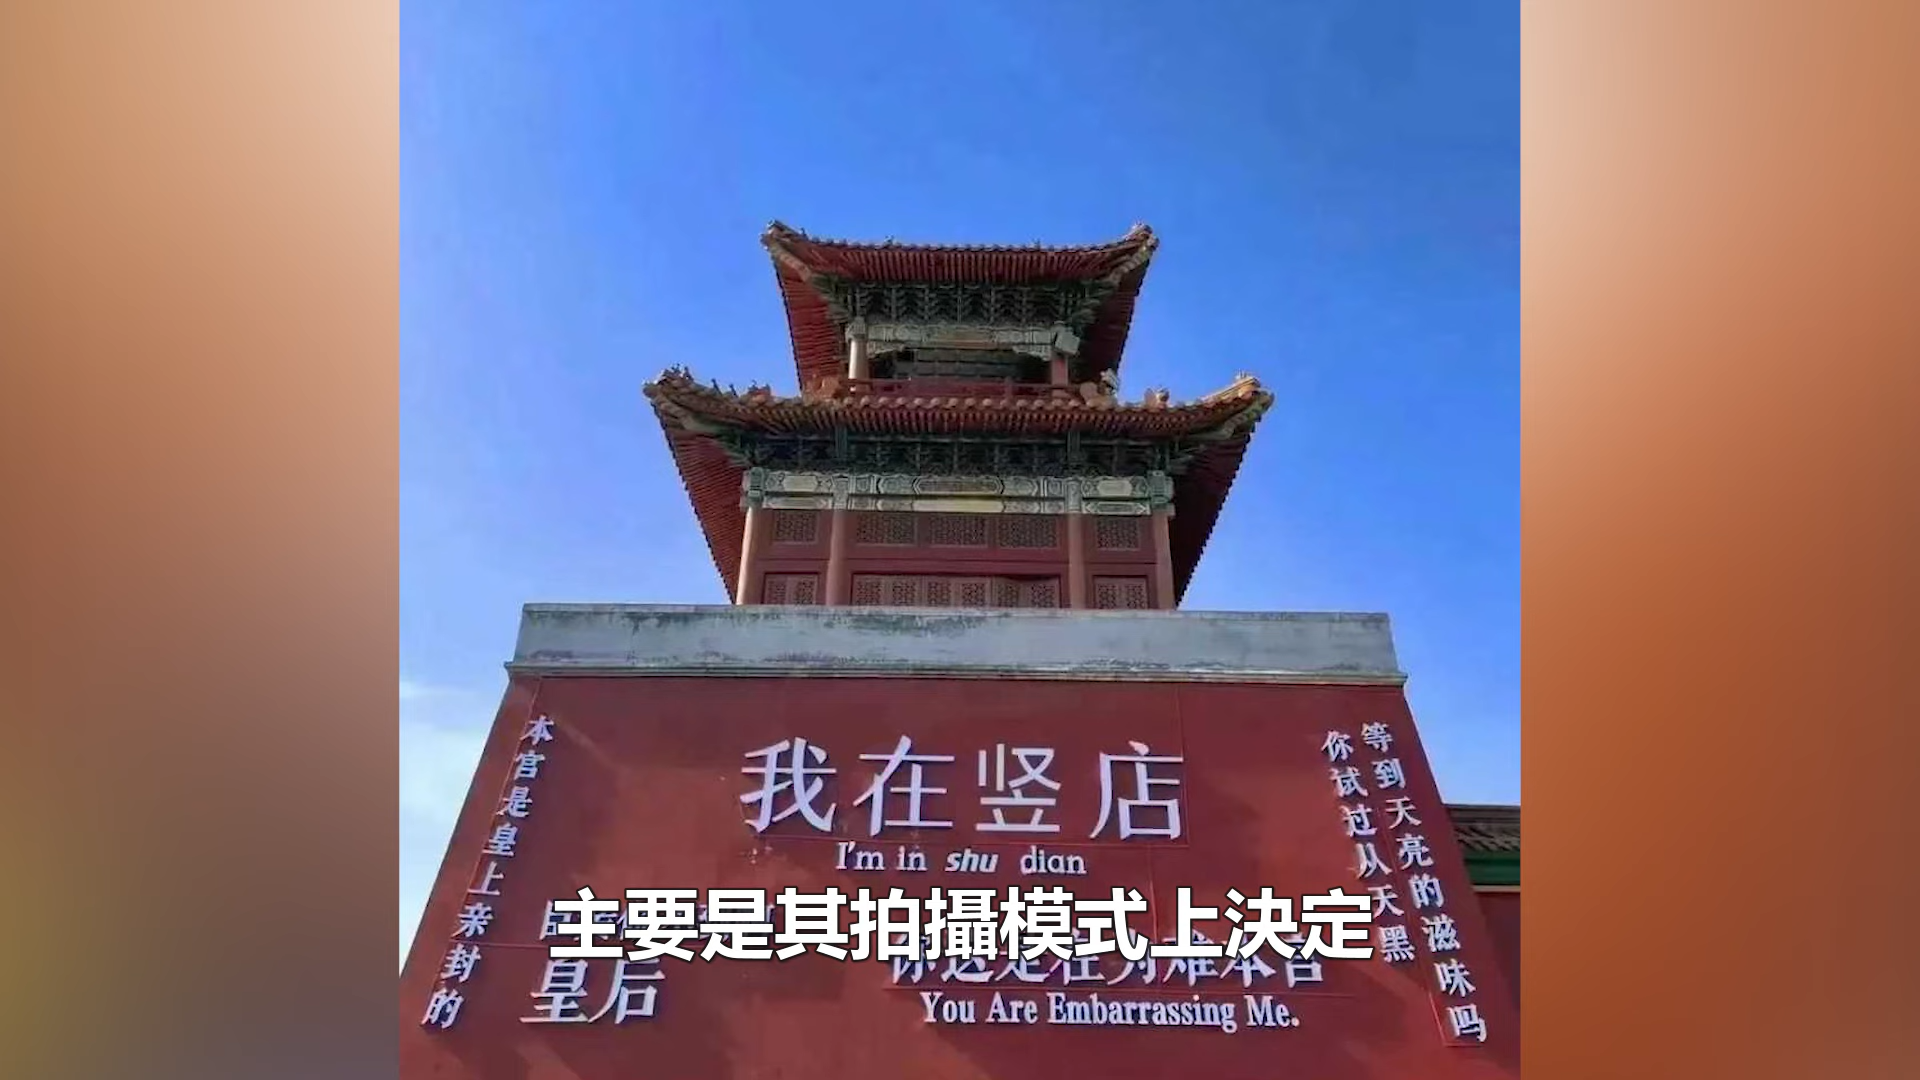 我在竖店
I'm in shu dian
本宫是皇上亲封的
皇后
你试过从天黑
等到天亮的滋味吗
你这是在为难本宫
You Are Embarrassing Me.
主要是其拍攝模式上決定